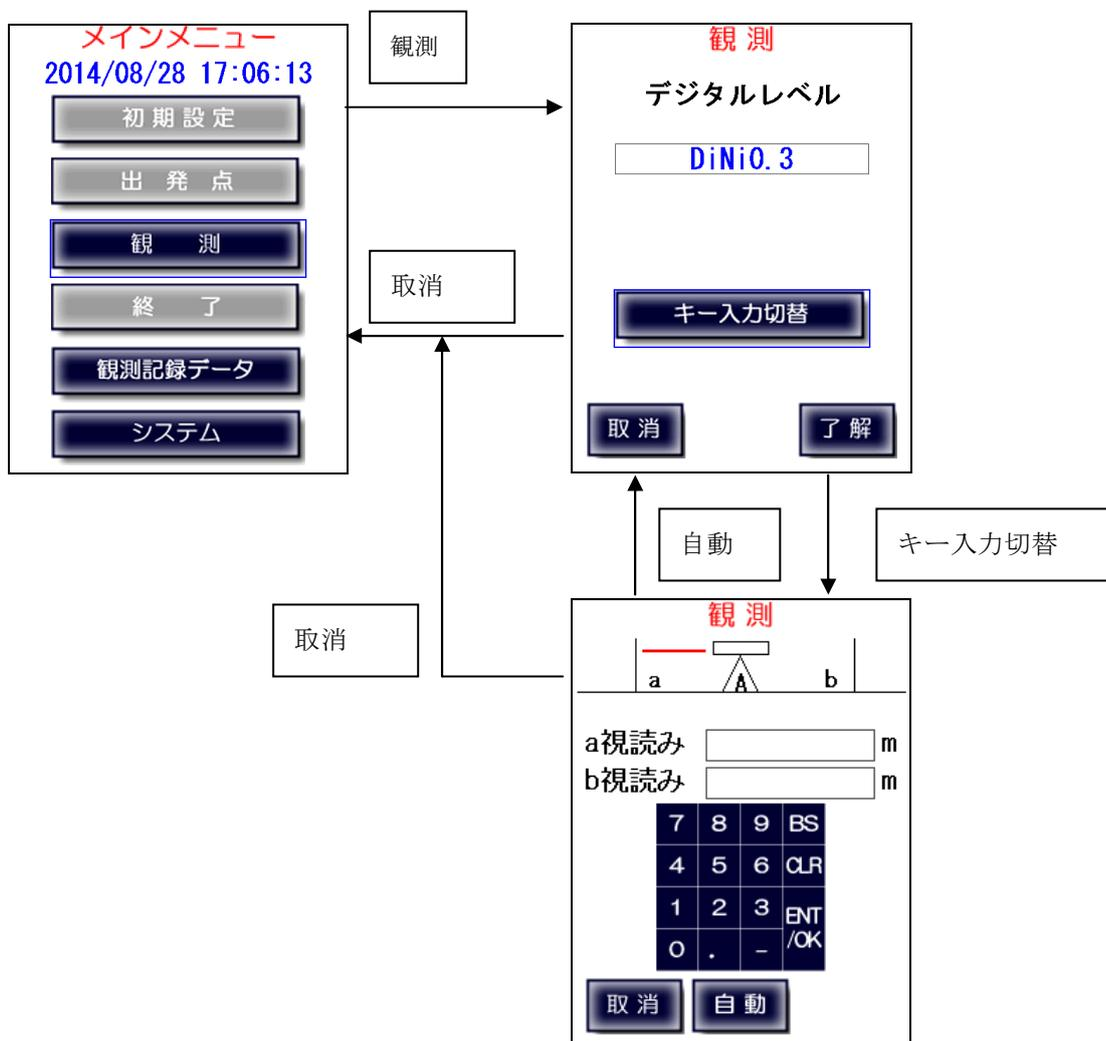 メインメニュー
2014/08/28 17:06:13
初期設定
出 発 点
観 測
終 了
観測記録データ
システム
観測
取消
観 測
デジタルレベル
DiNi0.3
キー入力切替
取 消
了 解
自動
キー入力切替
取消
観 測
a A b
a視読み m
b視読み m
7 8 9 BS
4 5 6 CLR
1 2 3 ENT
/OK
0 . -
取 消 自 動